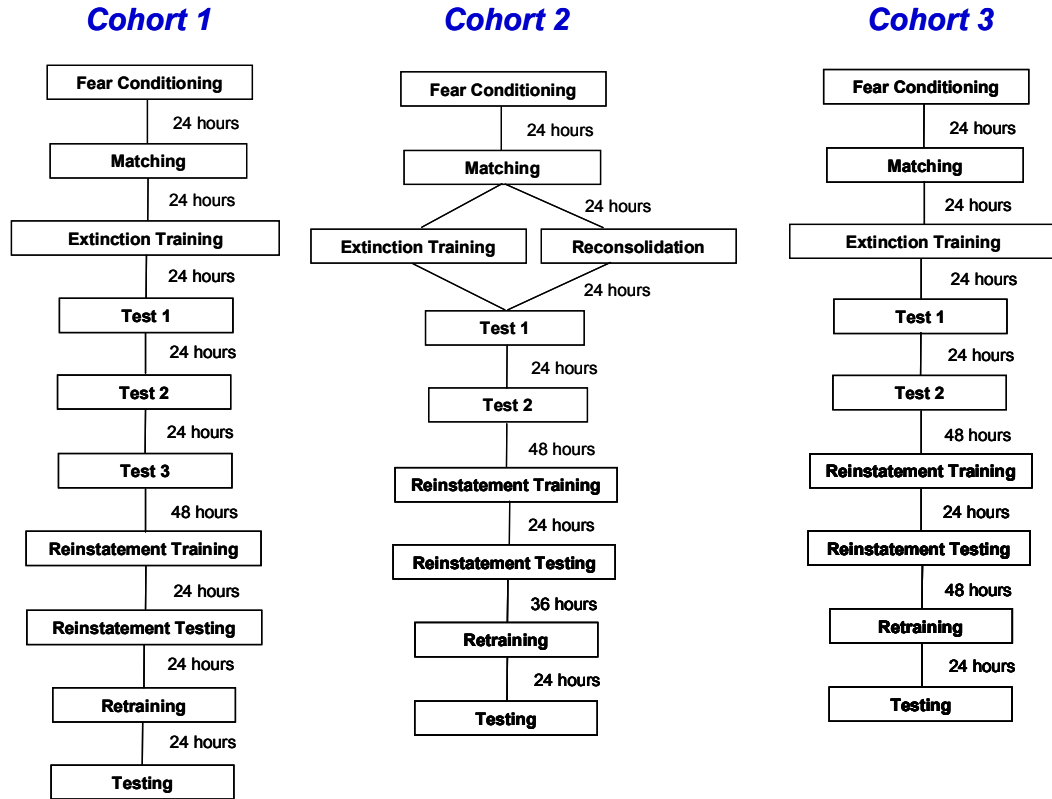 Cohort 1
Fear Conditioning
24 hours
Matching
24 hours
Extinction Training
24 hours
Test 1
24 hours
Test 2
24 hours
Test 3
48 hours
Reinstatement Training
24 hours
Reinstatement Testing
24 hours
Retraining
24 hours
Testing
Cohort 2
Fear Conditioning
24 hours
Matching
24 hours
Extinction Training
Reconsolidation
24 hours
Test 1
24 hours
Test 2
48 hours
Reinstatement Training
24 hours
Reinstatement Testing
36 hours
Retraining
24 hours
Testing
Cohort 3
Fear Conditioning
24 hours
Matching
24 hours
Extinction Training
24 hours
Test 1
24 hours
Test 2
48 hours
Reinstatement Training
24 hours
Reinstatement Testing
48 hours
Retraining
24 hours
Testing